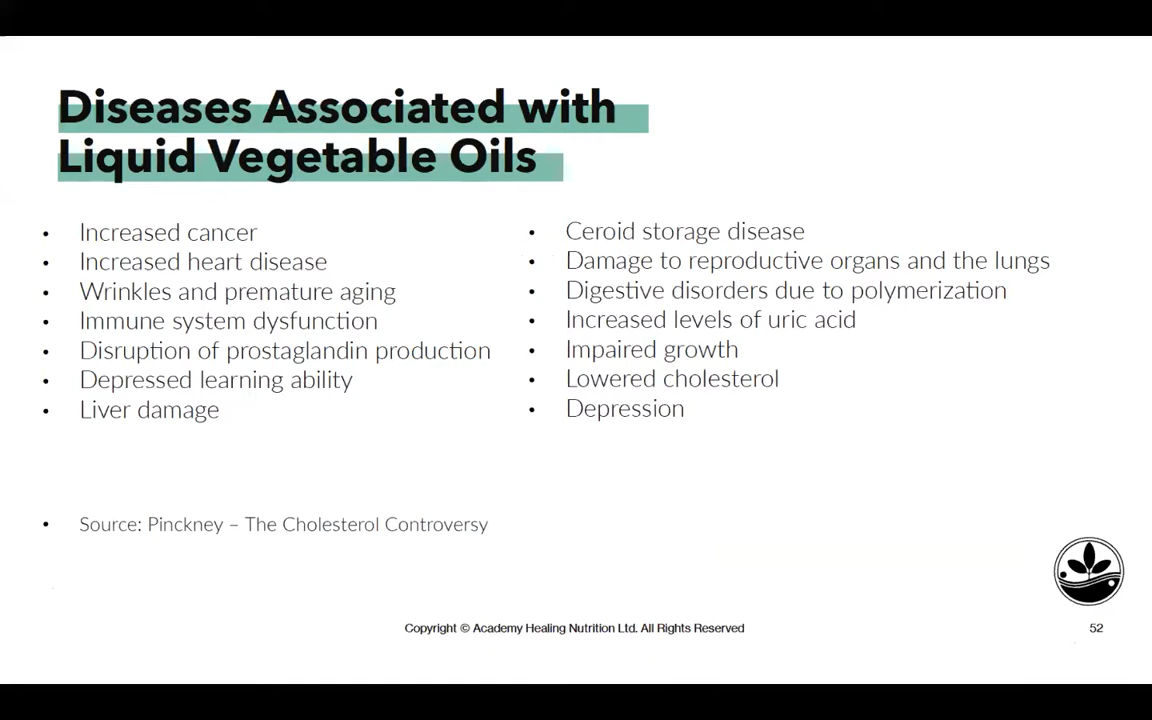 Diseases Associated with
Liquid Vegetable Oils
• Increased cancer
• Increased heart disease
• Wrinkles and premature aging
• Immune system dysfunction
• Disruption of prostaglandin production
• Depressed learning ability
• Liver damage
• Ceroid storage disease
• Damage to reproductive organs and the lungs
• Digestive disorders due to polymerization
• Increased levels of uric acid
• Impaired growth
• Lowered cholesterol
• Depression
• Source: Pinckney – The Cholesterol Controversy
Copyright © Academy Healing Nutrition Ltd. All Rights Reserved
52